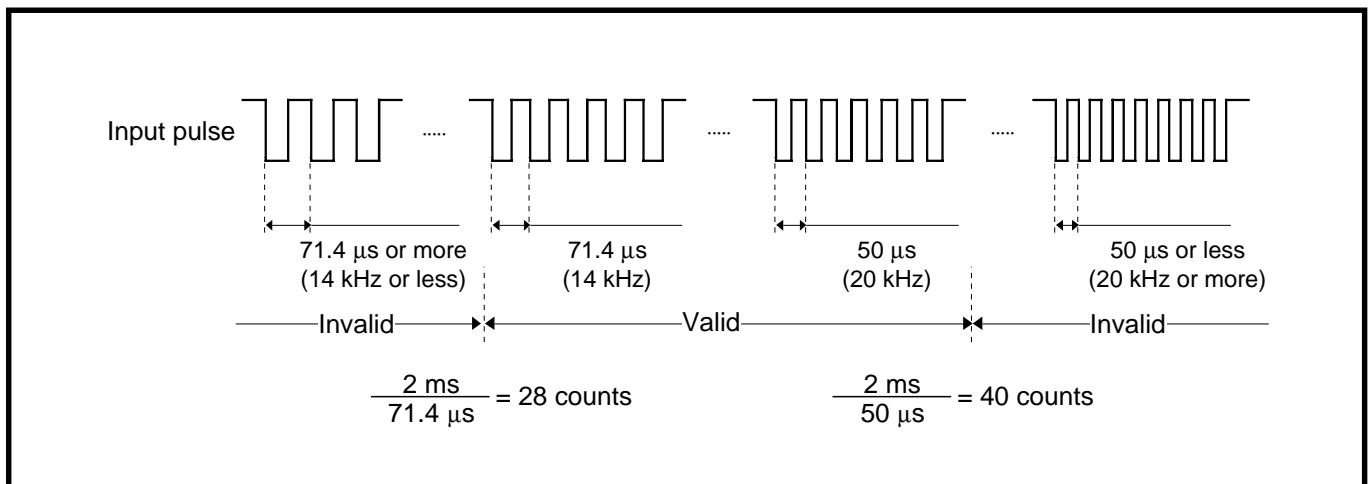 Input pulse ..... ..... .....
71.4 μs or more 71.4 μs 50 μs 50 μs or less
(14 kHz or less) (14 kHz) (20 kHz) (20 kHz or more)
Invalid Valid Invalid
2 ms
71.4 μs
= 28 counts
2 ms
50 μs
= 40 counts